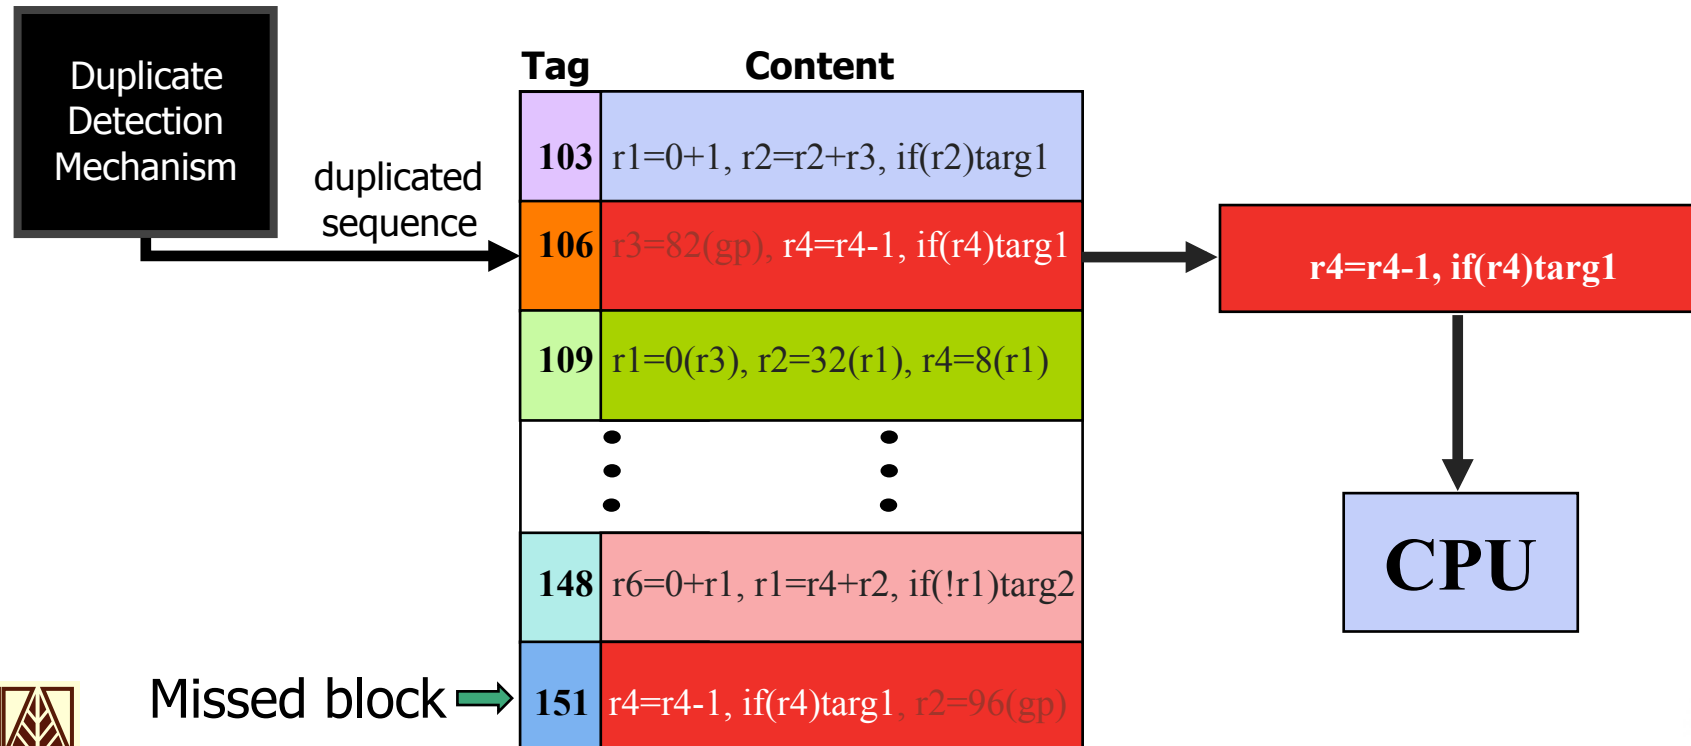 Duplicate
Detection
Mechanism
duplicated
sequence
Tag Content
103 r1=0+1, r2=r2+r3, if(r2)targ1
106 r3=82(gp), r4=r4-1, if(r4)targ1
109 r1=0(r3), r2=32(r1), r4=8(r1)
148 r6=0+r1, r1=r4+r2, if(!r1)targ2
Missed block
151 r4=r4-1, if(r4)targ1, r2=96(gp)
r4=r4-1, if(r4)targ1
CPU